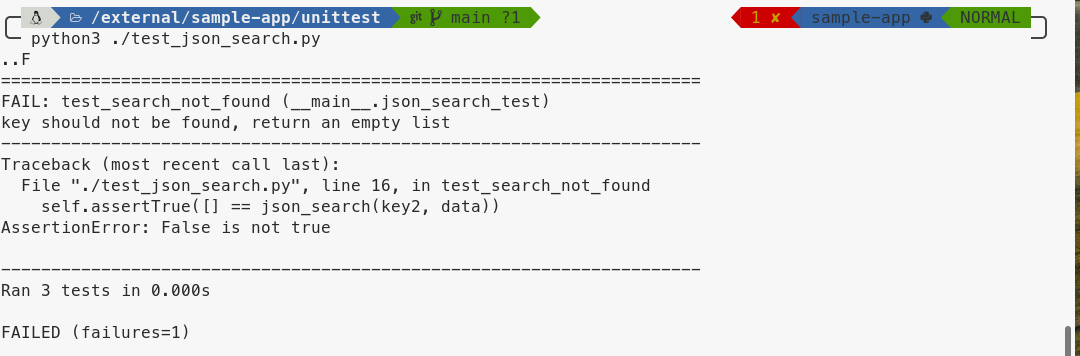 /external/sample-app/unittest git main ?1 1 ✘ sample-app NORMAL
python3 ./test_json_search.py
..F
======================================================================
FAIL: test_search_not_found (__main__.json_search_test)
key should not be found, return an empty list
----------------------------------------------------------------------
Traceback (most recent call last):
  File "./test_json_search.py", line 16, in test_search_not_found
    self.assertTrue([] == json_search(key2, data))
AssertionError: False is not true
----------------------------------------------------------------------
Ran 3 tests in 0.000s
FAILED (failures=1)